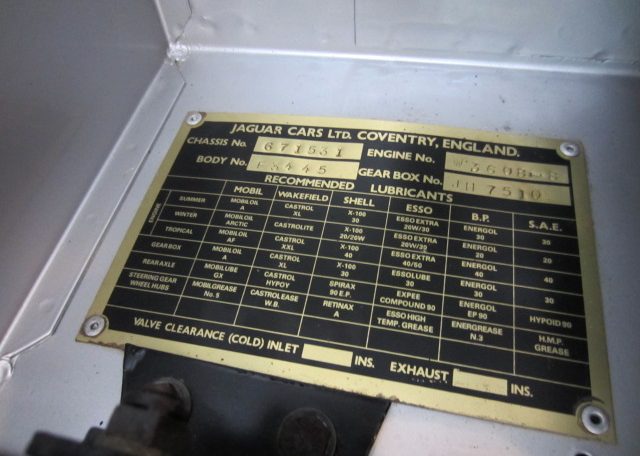 JAGUAR CARS LTD. COVENTRY, ENGLAND.
CHASSIS No. 671531 ENGINE No.
BODY No. GEAR BOX No. JH 7510
RECOMMENDED LUBRICANTS
MOBIL WAKEFIELD SHELL ESSO B.P. S.A.E.
ENGINE
SUMMER MOBILOIL A CASTROL XL X-100 30 ESSO EXTRA 20W/30 ENERGOL 30 30
WINTER MOBILOIL ARCTIC CASTROLITE X-100 20/20W ESSO EXTRA 20W/30 ENERGOL 20 20
TROPICAL MOBILOIL AF CASTROL XXL X-100 40 ESSO EXTRA 40/50 ENERGOL 40 40
GEARBOX MOBILOIL A CASTROL XL X-100 30 ESSOLUBE 30 ENERGOL 30 30
REAR AXLE MOBILUBE GX CASTROL HYPOY SPIRAX 90 E.P. EXPEE COMPOUND 90 ENERGOL EP 90 HYPOID 90
STEERING GEAR WHEEL HUBS MOBILGREASE No. 5 CASTROLEASE W.B. RETINAX A ESSO HIGH TEMP. GREASE ENERGREASE N.3 H.M.P. GREASE
VALVE CLEARANCE (COLD) INLET INS. EXHAUST INS.